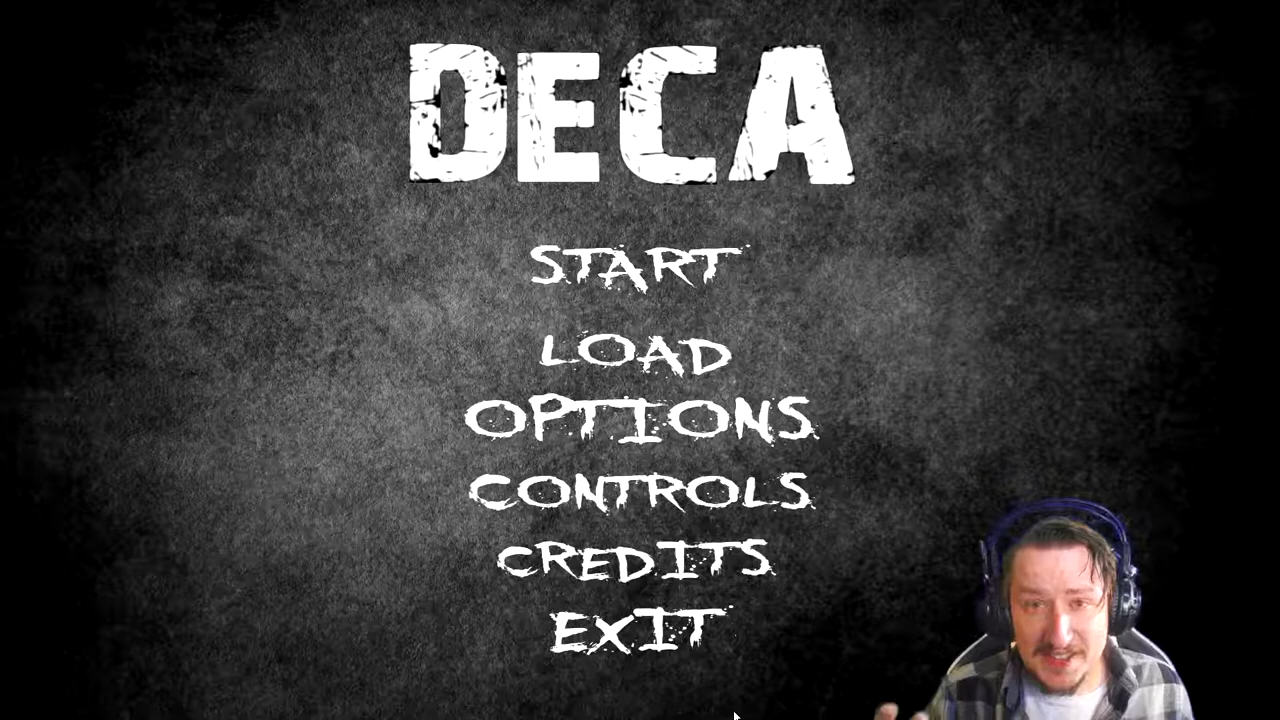 DECA
START
LOAD
OPTIONS
CONTROLS
CREDITS
EXIT